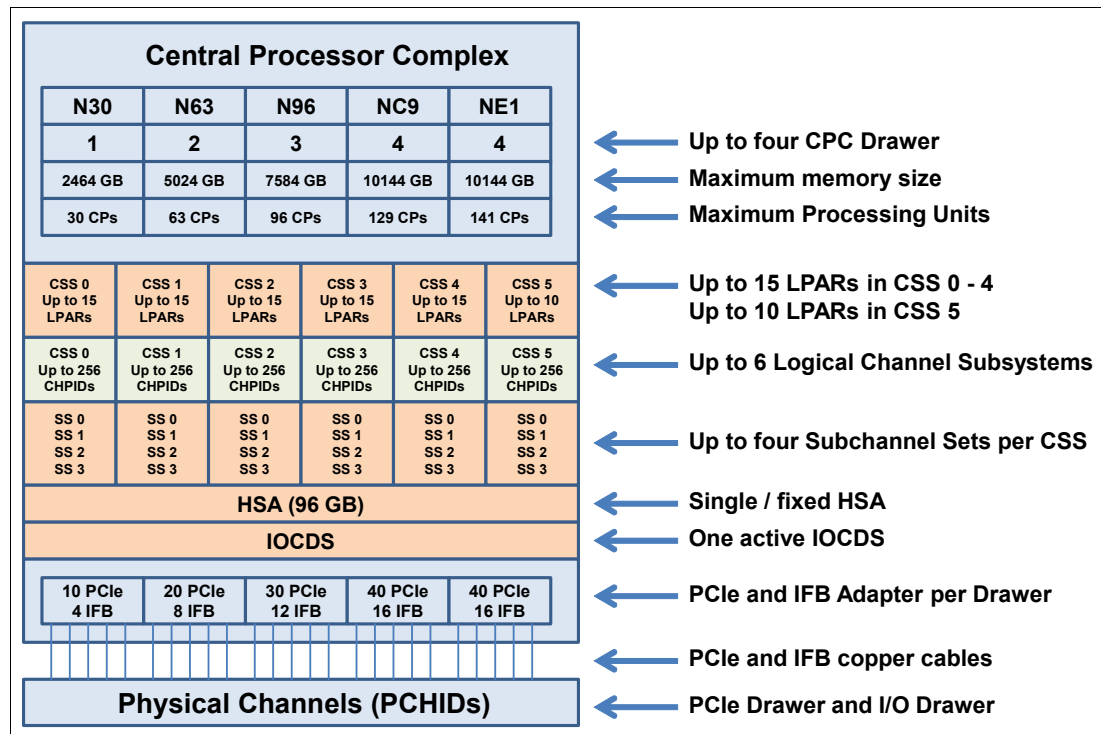 Central Processor Complex
N30 N63 N96 NC9 NE1
1 2 3 4 4
Up to four CPC Drawer
2464 GB 5024 GB 7584 GB 10144 GB 10144 GB
Maximum memory size
30 CPs 63 CPs 96 CPs 129 CPs 141 CPs
Maximum Processing Units
CSS 0 CSS 1 CSS 2 CSS 3 CSS 4 CSS 5
Up to 15 Up to 15 Up to 15 Up to 15 Up to 15 Up to 10
LPARs LPARs LPARs LPARs LPARs LPARs
Up to 15 LPARs in CSS 0 - 4
Up to 10 LPARs in CSS 5
CSS 0 CSS 1 CSS 2 CSS 3 CSS 4 CSS 5
Up to 256 Up to 256 Up to 256 Up to 256 Up to 256 Up to 256
CHPIDs CHPIDs CHPIDs CHPIDs CHPIDs CHPIDs
Up to 6 Logical Channel Subsystems
SS 0 SS 0 SS 0 SS 0 SS 0 SS 0
SS 1 SS 1 SS 1 SS 1 SS 1 SS 1
SS 2 SS 2 SS 2 SS 2 SS 2 SS 2
SS 3 SS 3 SS 3 SS 3 SS 3 SS 3
Up to four Subchannel Sets per CSS
HSA (96 GB)
Single / fixed HSA
IOCDS
One active IOCDS
10 PCIe 20 PCIe 30 PCIe 40 PCIe 40 PCIe
4 IFB 8 IFB 12 IFB 16 IFB 16 IFB
PCIe and IFB Adapter per Drawer
PCIe and IFB copper cables
Physical Channels (PCHIDs)
PCIe Drawer and I/O Drawer